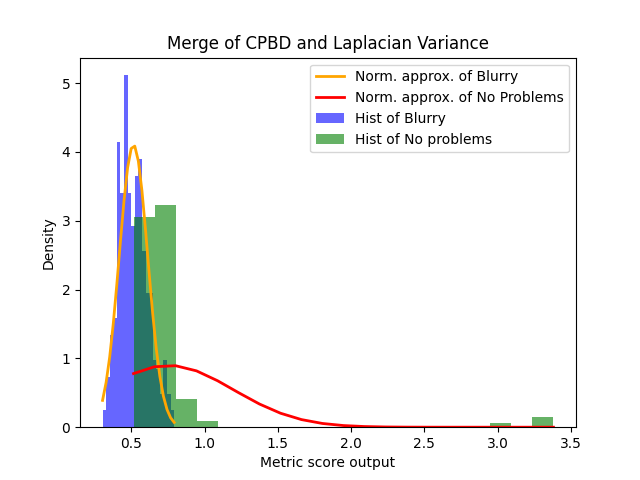 Merge of CPBD and Laplacian Variance
Norm. approx. of Blurry
Norm. approx. of No Problems
Hist of Blurry
Hist of No problems
Density
5
4
3
2
1
0
0.5 1.0 1.5 2.0 2.5 3.0 3.5
Metric score output